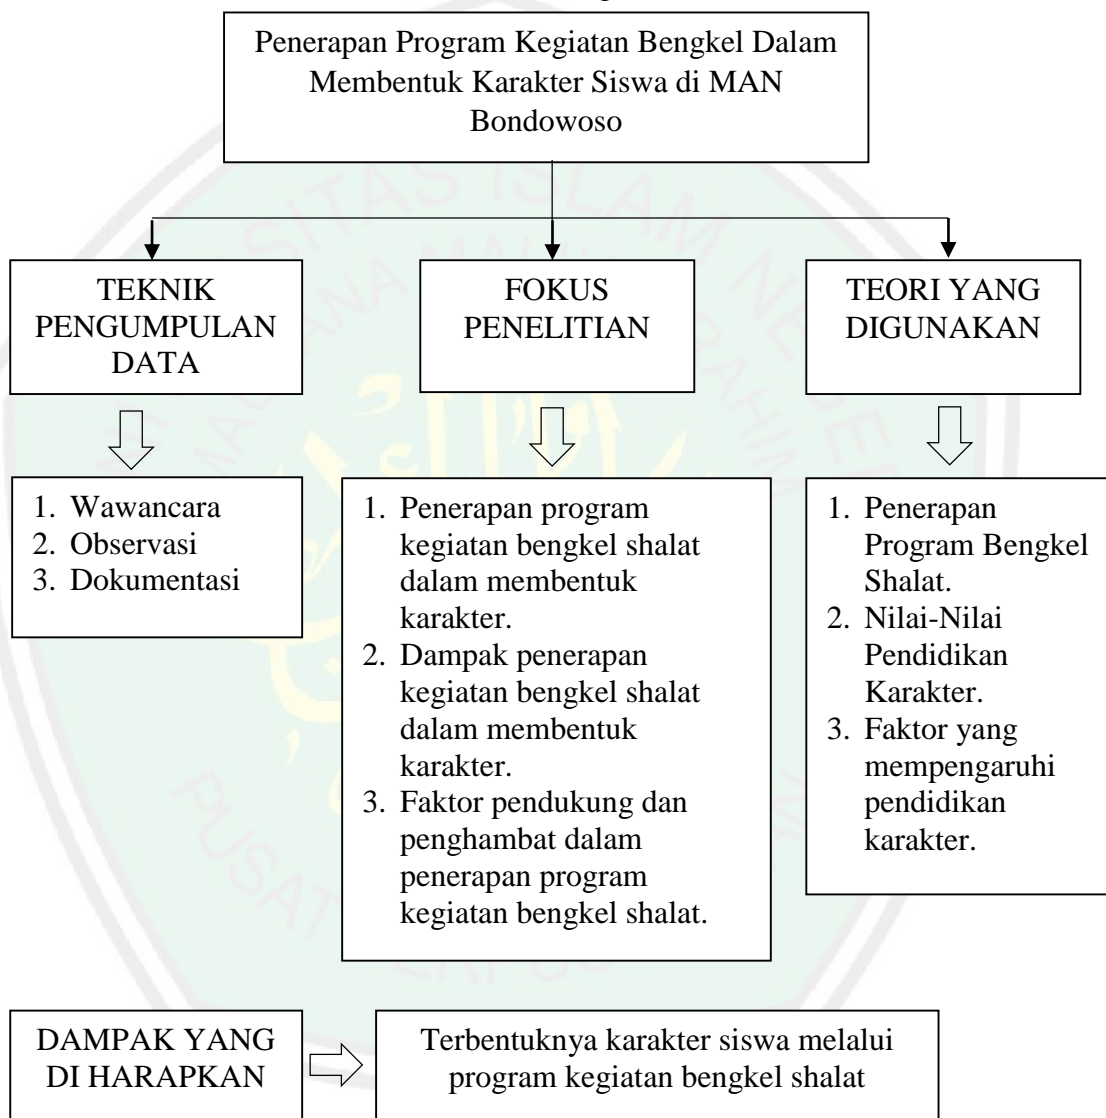 Penerapan Program Kegiatan Bengkel Dalam
Membentuk Karakter Siswa di MAN
Bondowoso
TEKNIK
PENGUMPULAN
DATA
FOKUS
PENELITIAN
TEORI YANG
DIGUNAKAN
1. Wawancara
2. Observasi
3. Dokumentasi
1. Penerapan program
kegiatan bengkel shalat
dalam membentuk
karakter.
2. Dampak penerapan
kegiatan bengkel shalat
dalam membentuk
karakter.
3. Faktor pendukung dan
penghambat dalam
penerapan program
kegiatan bengkel shalat.
1. Penerapan
Program Bengkel
Shalat.
2. Nilai-Nilai
Pendidikan
Karakter.
3. Faktor yang
mempengaruhi
pendidikan
karakter.
DAMPAK YANG
DI HARAPKAN
Terbentuknya karakter siswa melalui
program kegiatan bengkel shalat